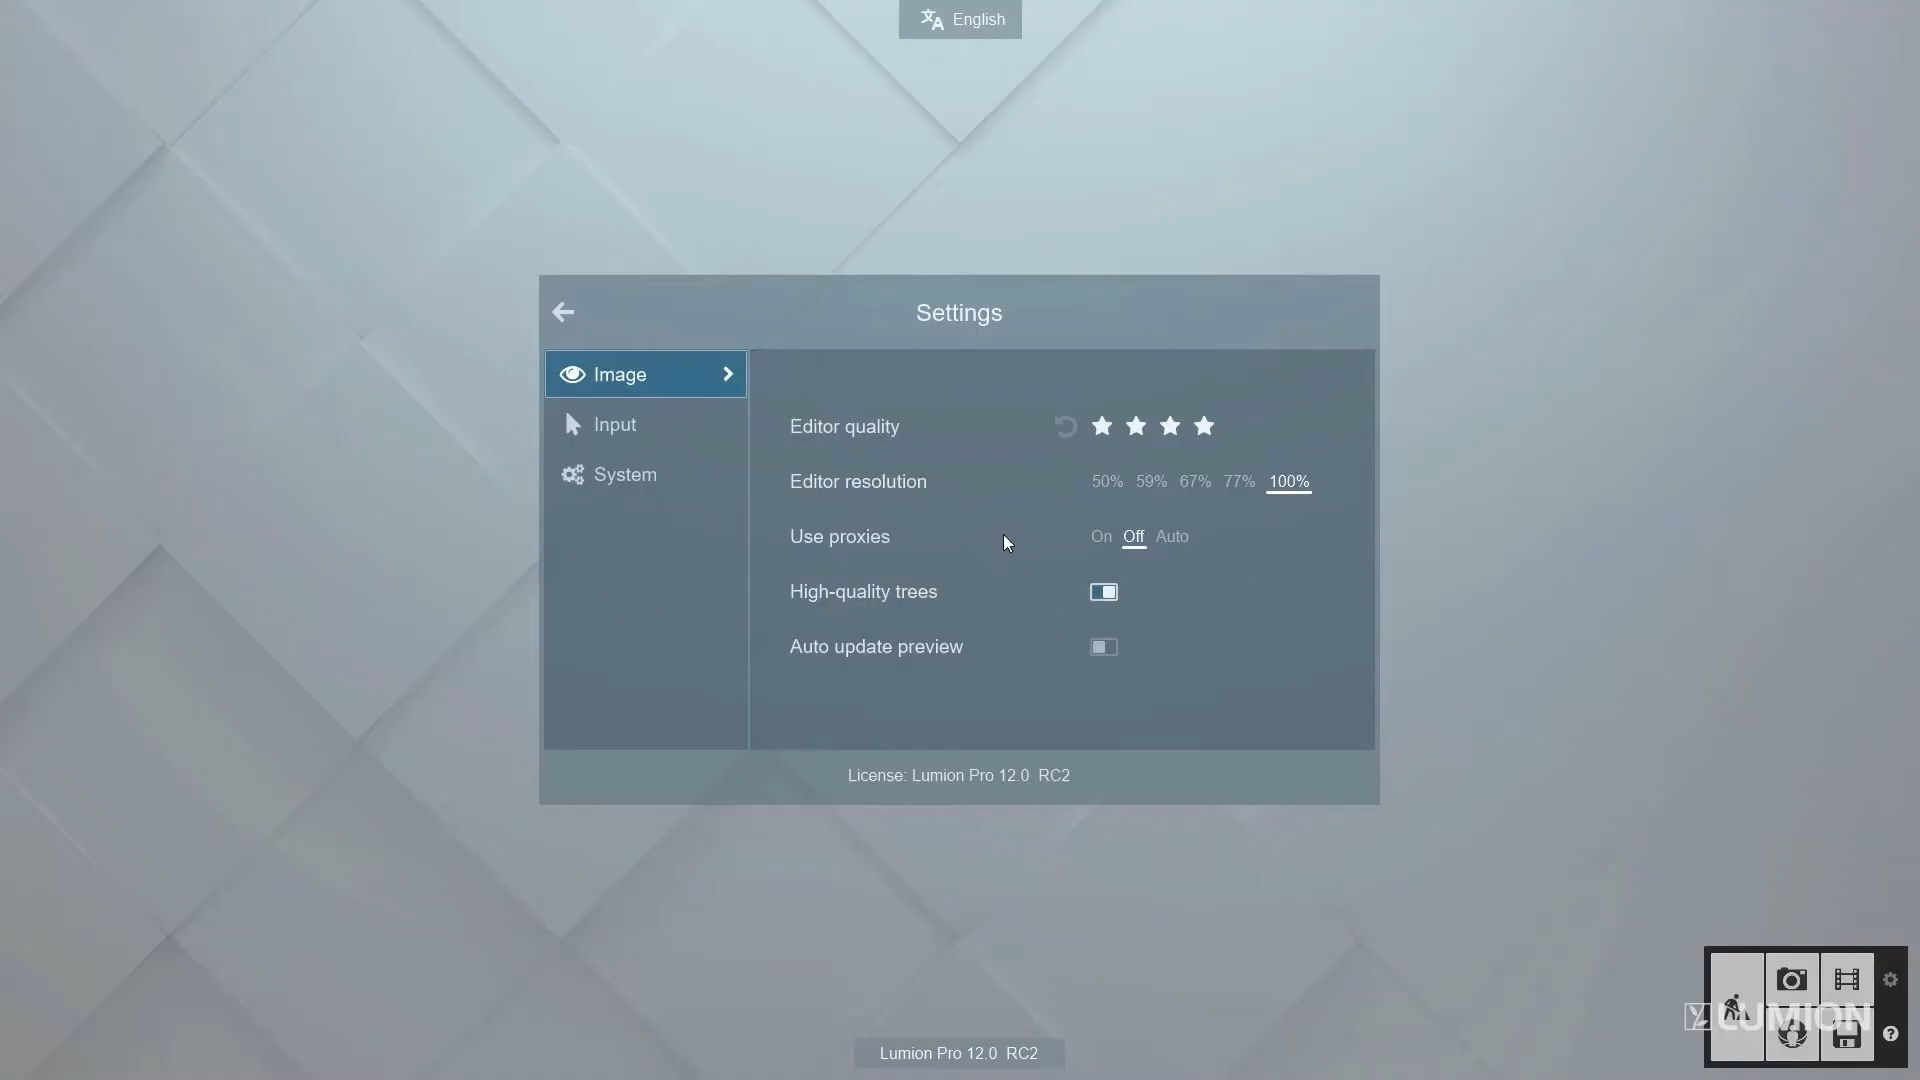 English
Settings
Image
Input
System
Editor quality
Editor resolution 50% 59% 67% 77% 100%
Use proxies On Off Auto
High-quality trees
Auto update preview
License: Lumion Pro 12.0 RC2
LUMION
Lumion Pro 12.0 RC2